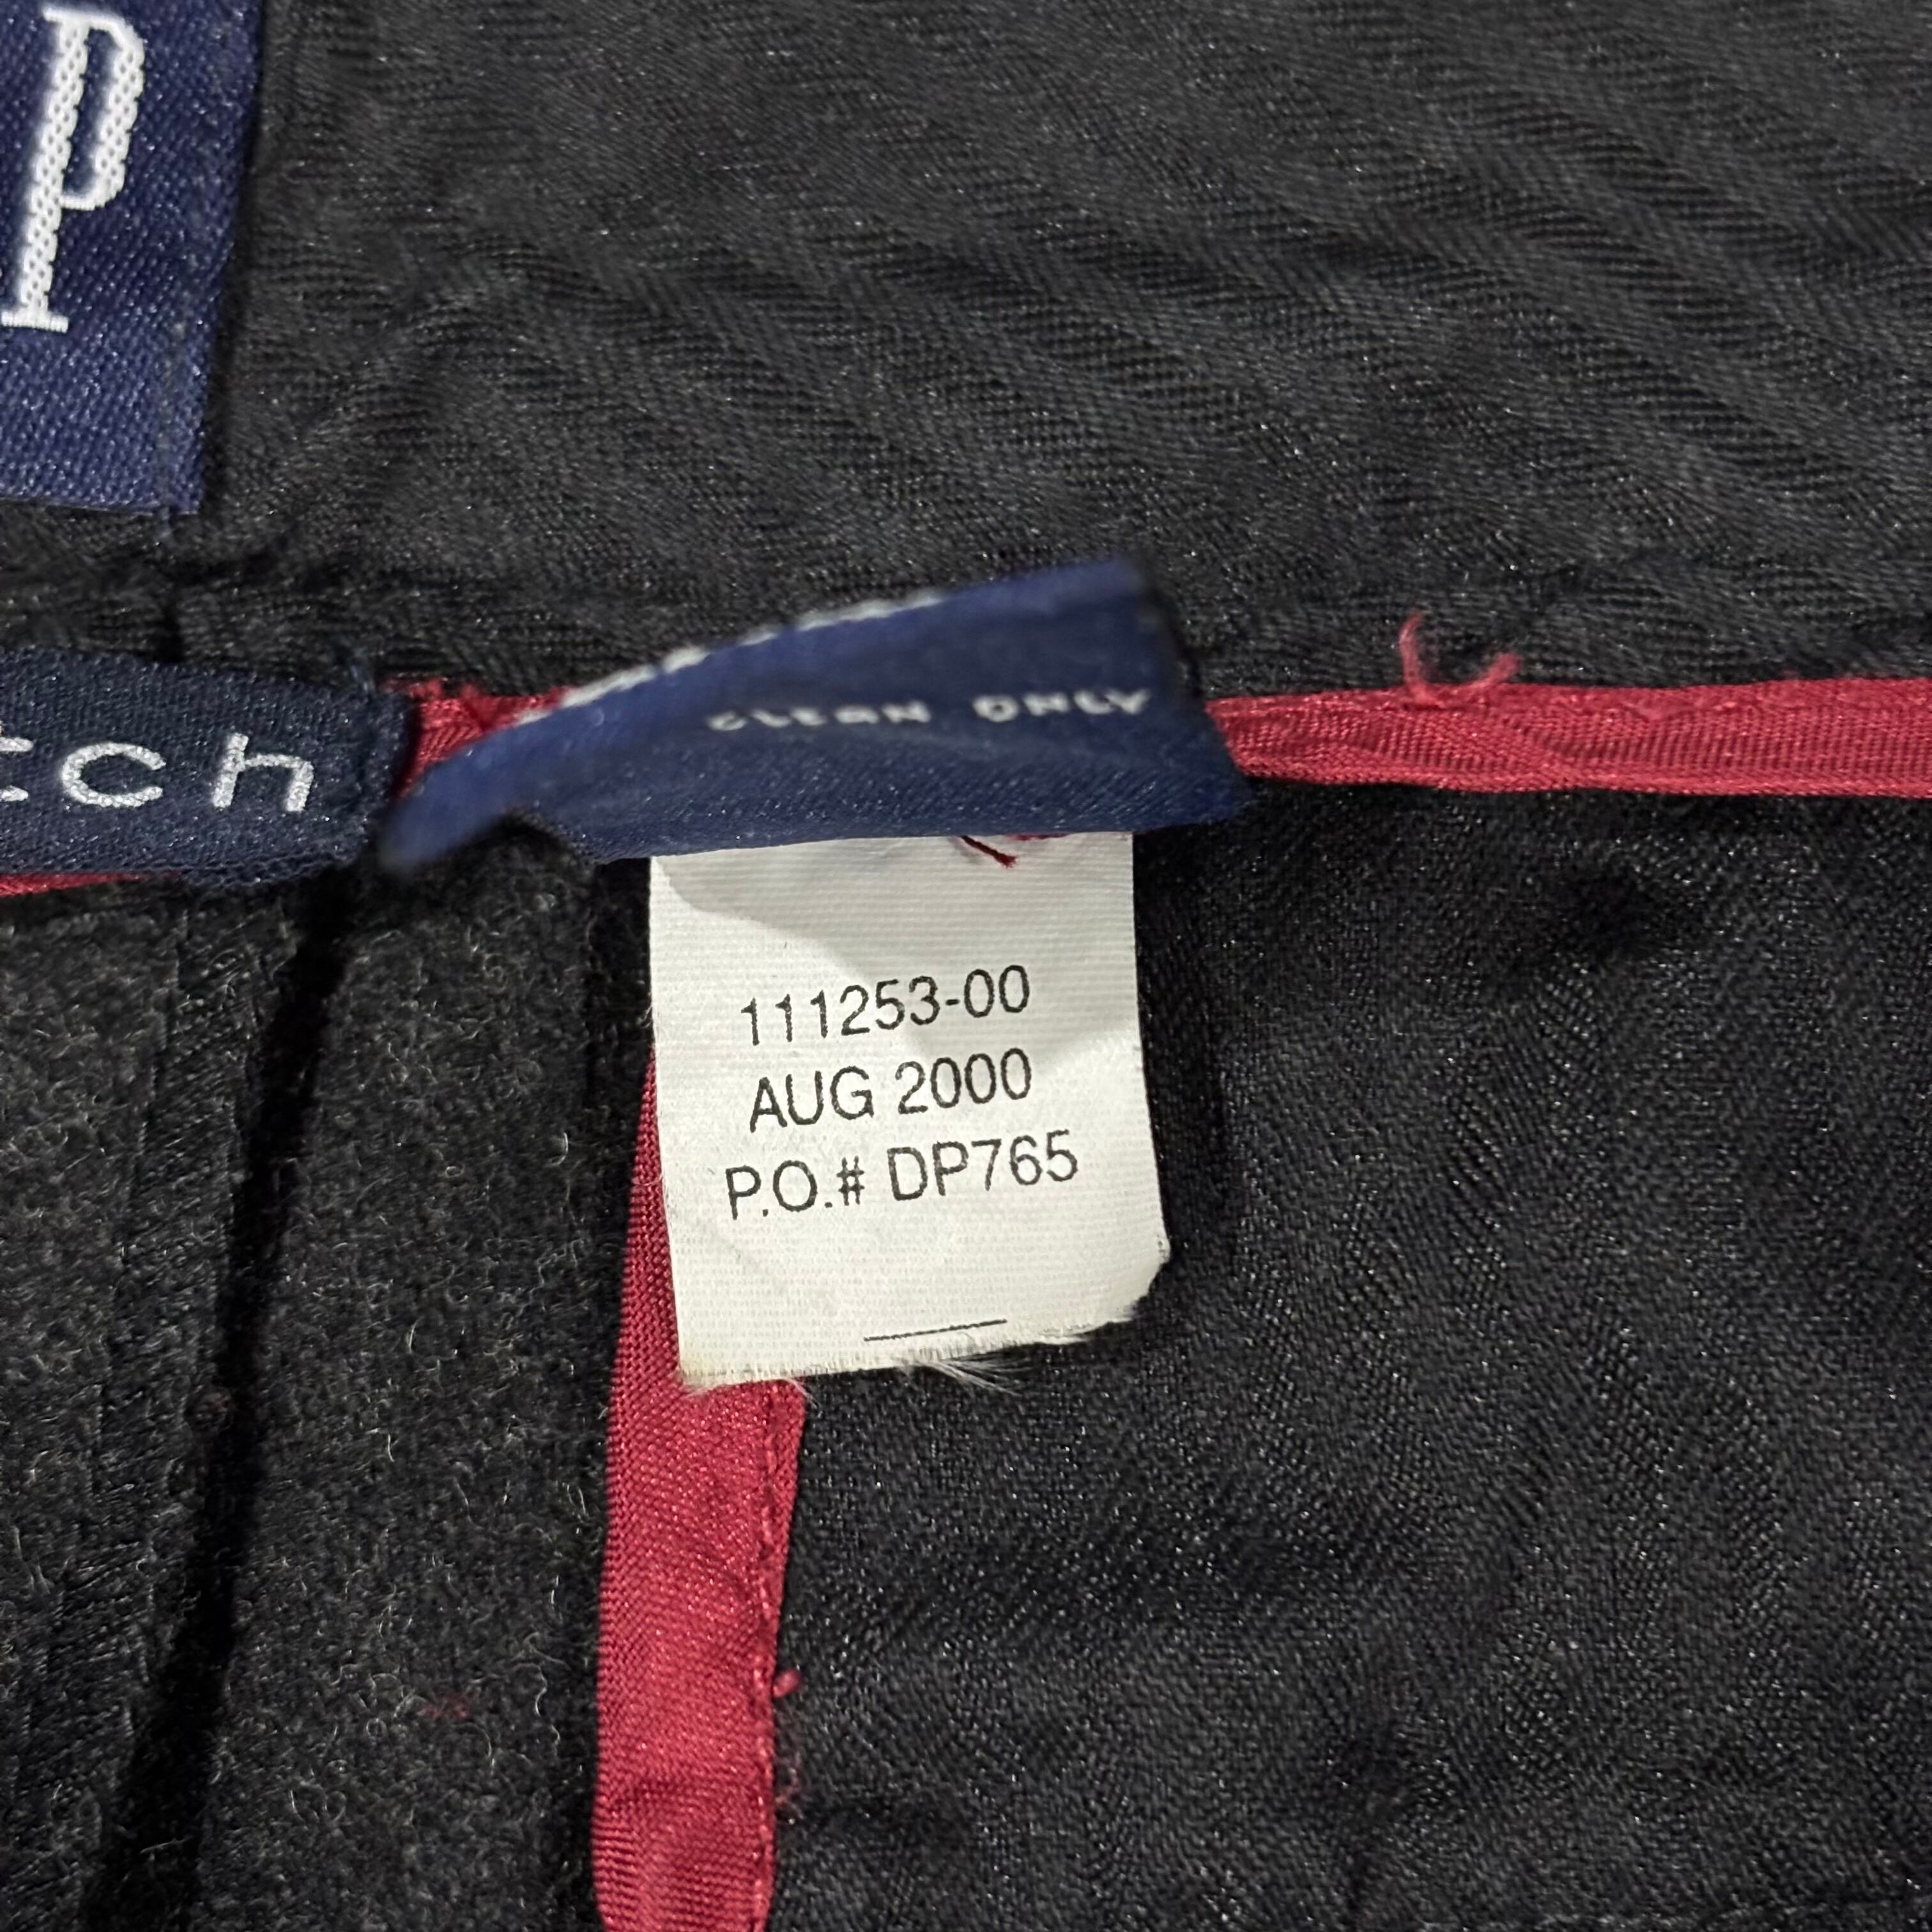 P
tch
CLEAN ONLY
111253-00
AUG 2000
P.O.# DP765